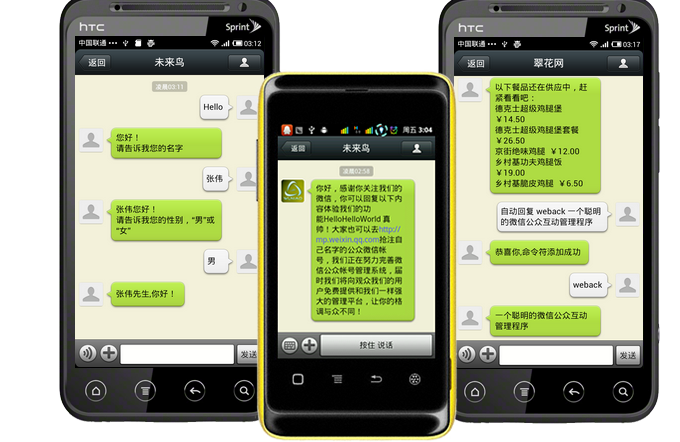 hTC
Sprint
中国联通
03:12
返回
未来鸟
凌晨03:11
Hello
您好！
请告诉我您的名字
张伟
张伟您好！
请告诉我您的性别，“男”或
“女”
男
张伟先生,你好！
发送
周五 3:04
返回
未来鸟
凌晨02:58
你好，感谢你关注我们的
微信，你可以回复以下内
容体验我们的功
能HelloHelloWorld 真
帅！大家也可以去http://
mp.weixin.qq.com抢注自
己名字的公众微信帐
号，我们正在努力完善微
信公众帐号管理系统，届
时我们将向观众我们的用
户免费提供和我们一样强
大的管理平台，让你的格
调与众不同！
按住 说话
hTC
Sprint
中国联通
03:17
返回
翠花网
以下餐品还在供应中，赶
紧看看吧：
德克士超级鸡腿堡
￥14.50
德克士超级鸡腿堡套餐
￥26.50
京街绝味鸡腿 ￥12.00
乡村基功夫鸡腿饭
￥19.00
乡村基脆皮鸡腿 ￥6.50
自动回复 weback 一个聪明
的微信公众互动管理程序
恭喜你,命令符添加成功
weback
一个聪明的微信公众互动
管理程序
发送